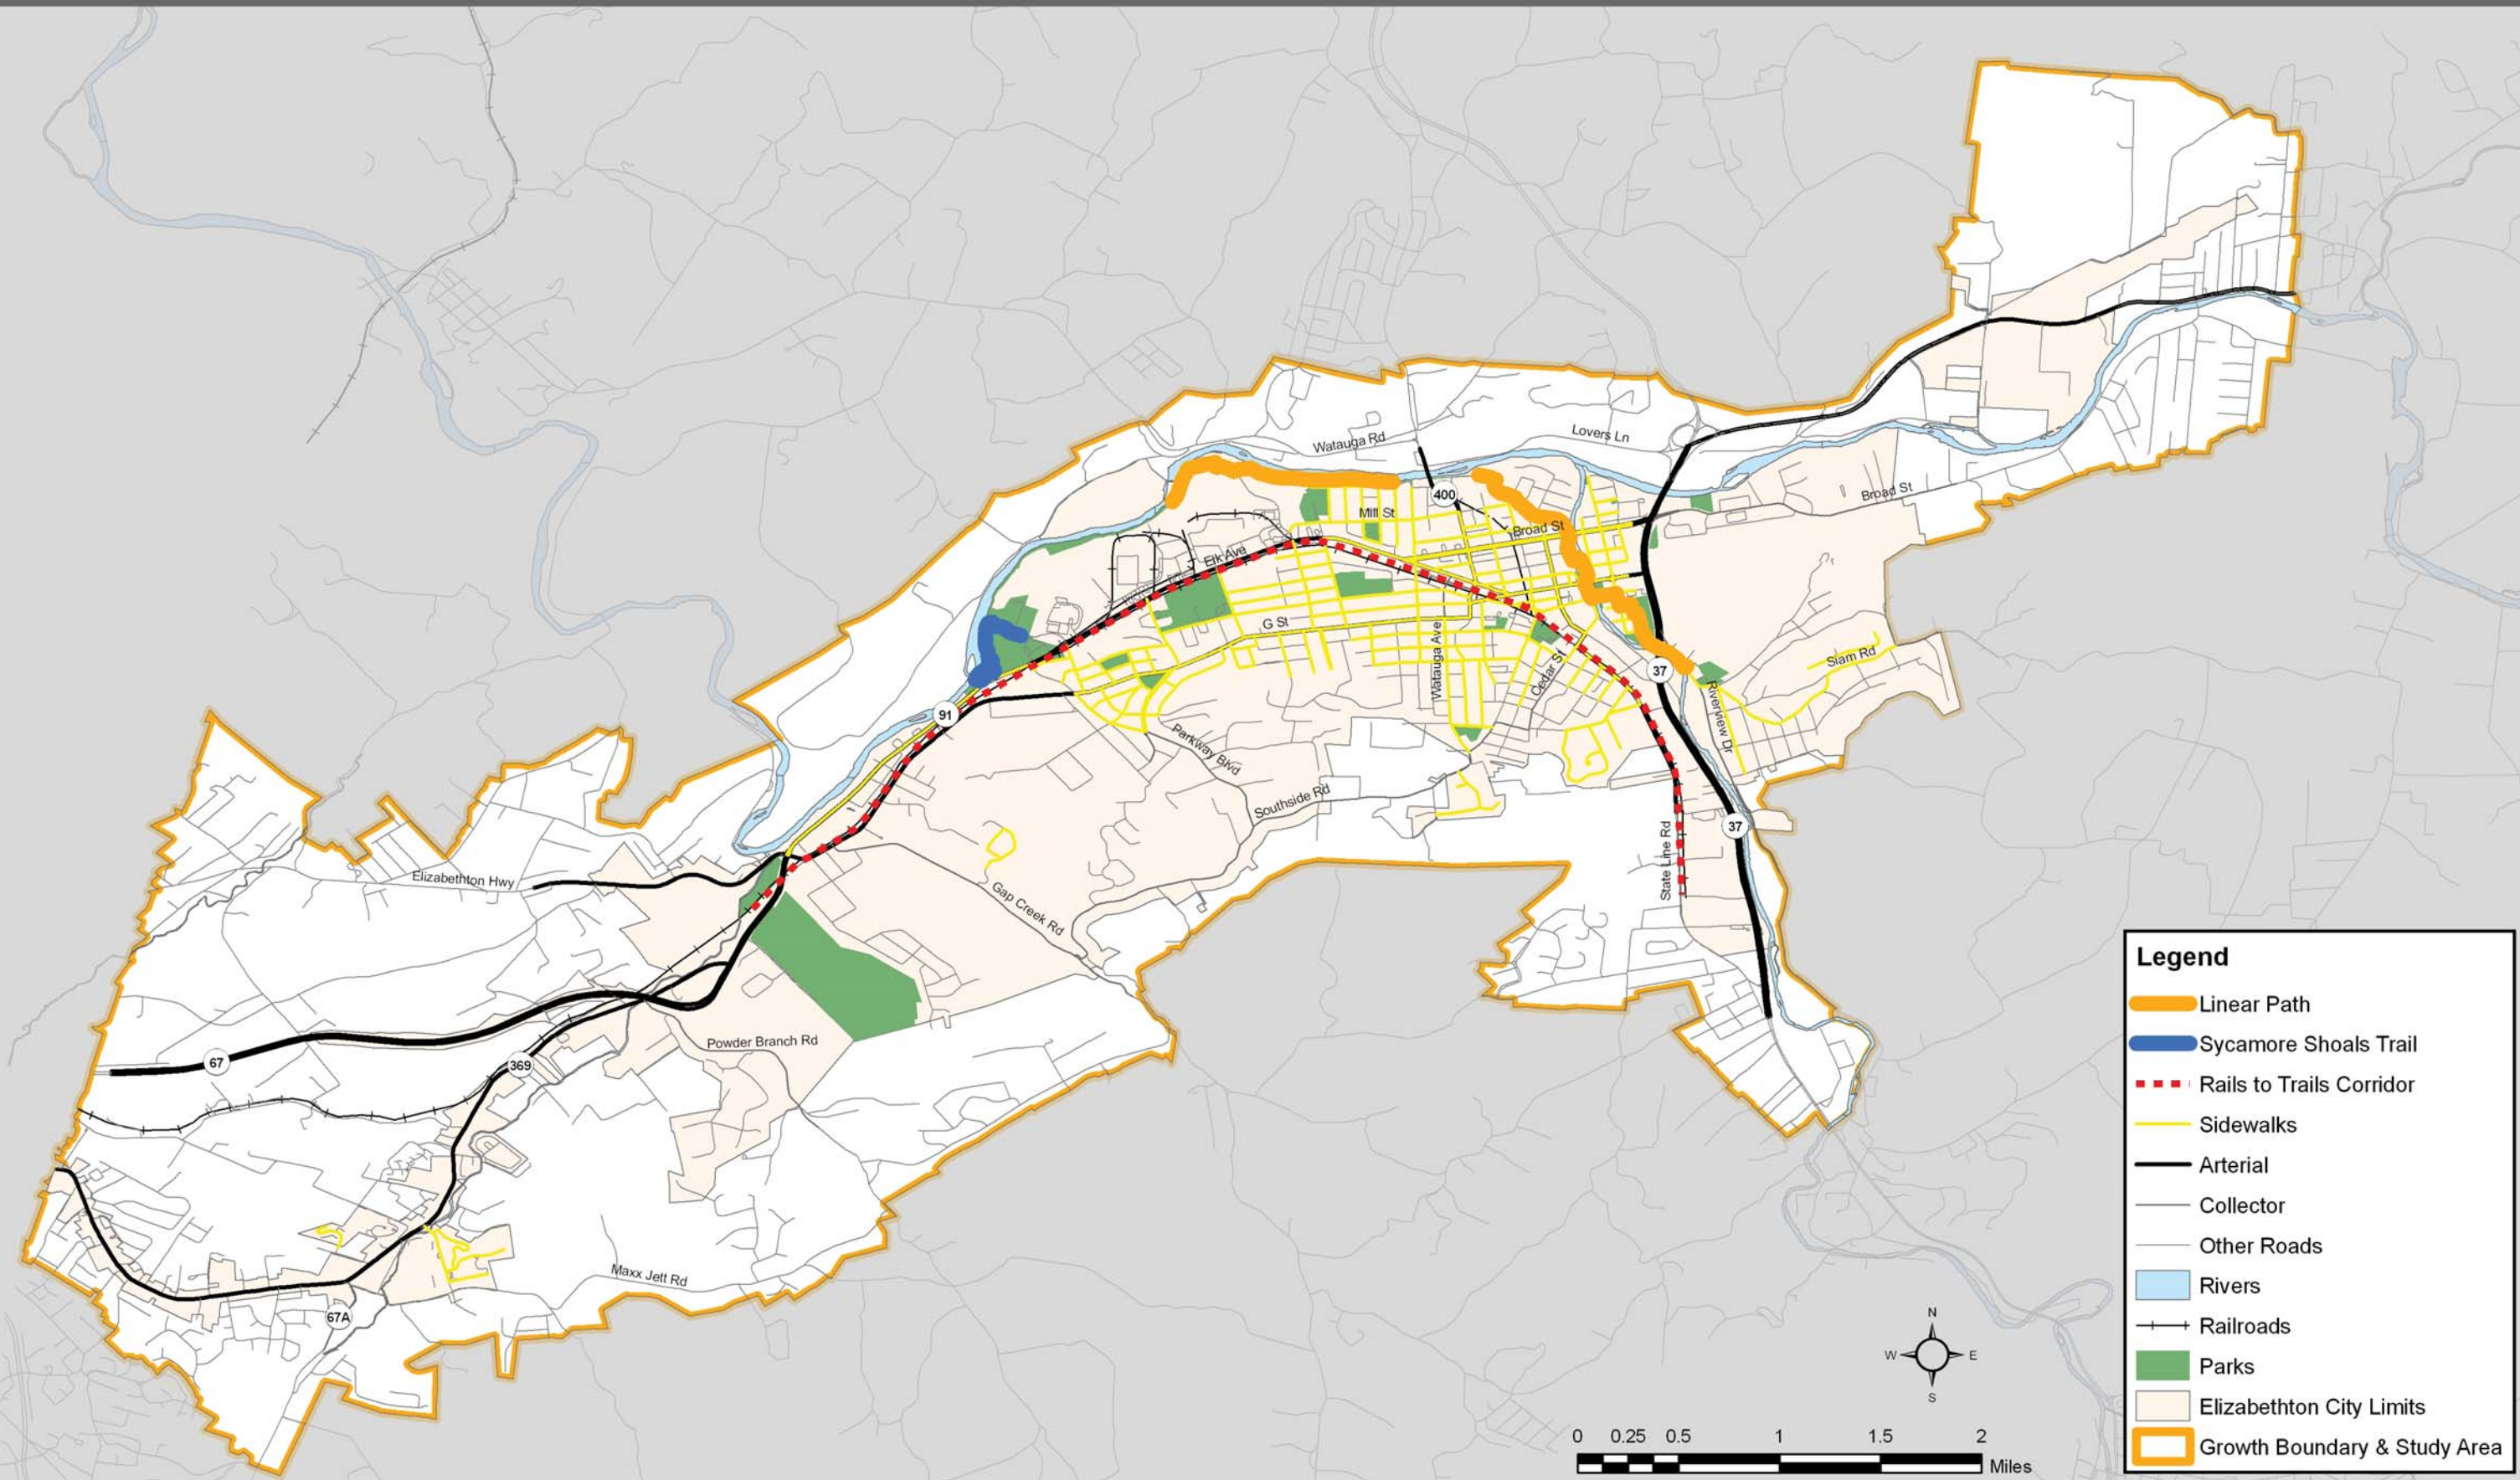 Watauga Rd
Lovers Ln
400
Broad St
Mill St
Broad St
Elk Ave
G St
Watauga Ave
Cedar St
37
Siam Rd
Riverview Dr
91
Parkway Blvd
Southside Rd
37
State Line Rd
Elizabethton Hwy
Gap Creek Rd
Powder Branch Rd
67
369
Maxx Jett Rd
67A
Legend
Linear Path
Sycamore Shoals Trail
Rails to Trails Corridor
Sidewalks
Arterial
Collector
Other Roads
Rivers
Railroads
Parks
Elizabethton City Limits
Growth Boundary & Study Area
N
W E
S
0 0.25 0.5 1 1.5 2
Miles